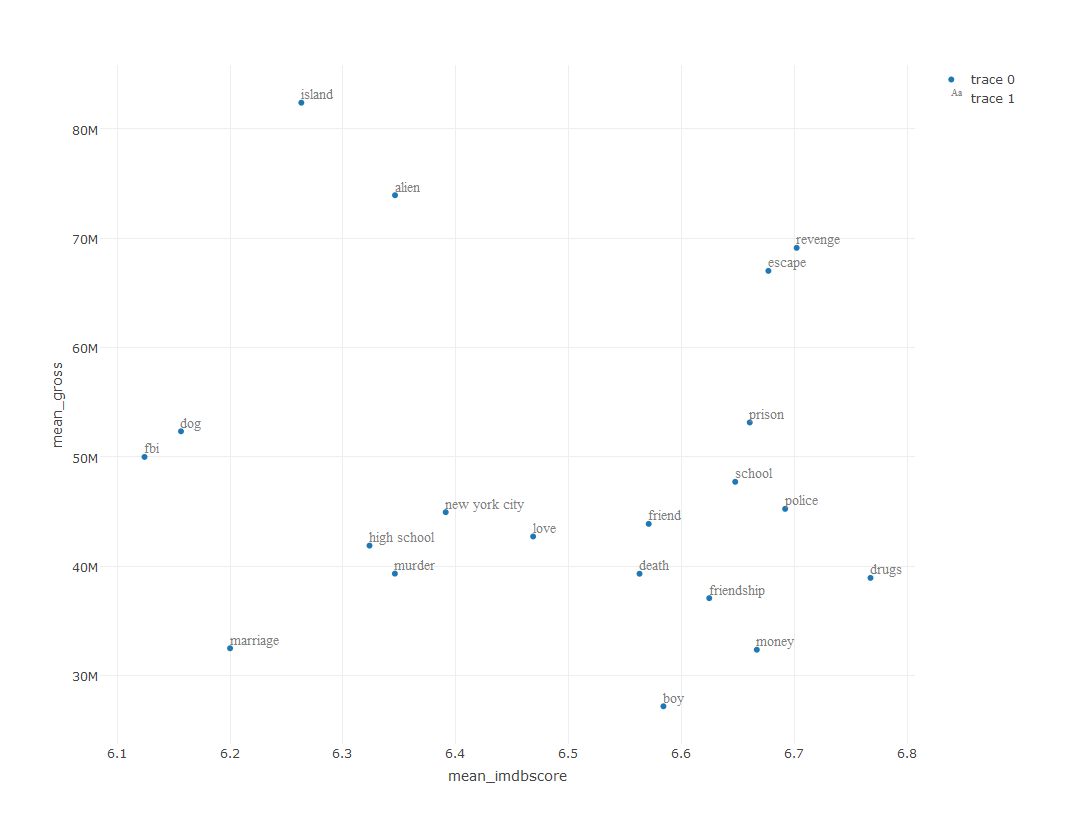 trace 0
Aa trace 1
island
80M
alien
70M
revenge
escape
60M
mean_gross
prison
dog
fbi
50M
school
police
new york city
friend
love
high school
40M
murder
death
drugs
friendship
marriage
money
30M
boy
6.1 6.2 6.3 6.4 6.5 6.6 6.7 6.8
mean_imdbscore